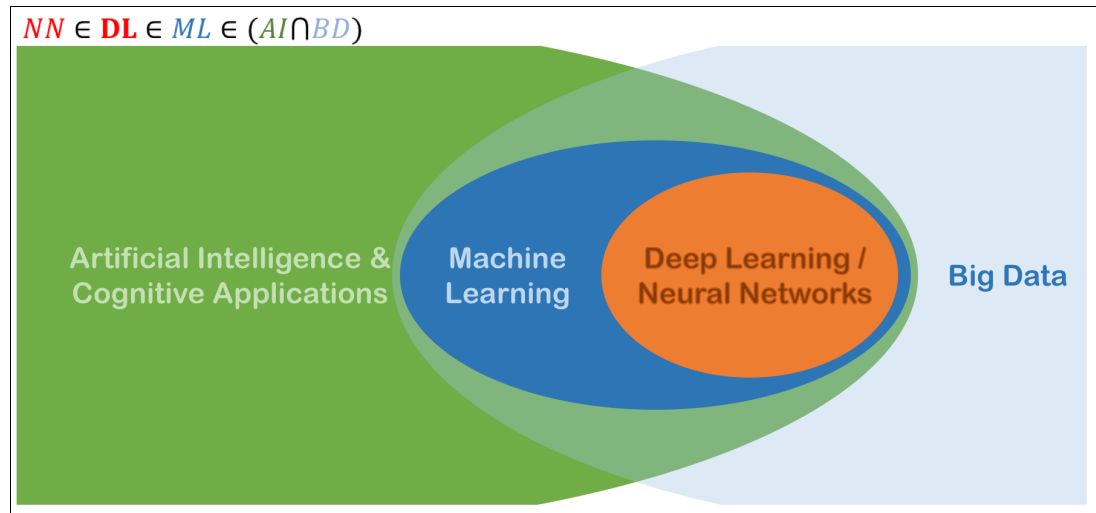 NN ∈ DL ∈ ML ∈ (AI⋂BD)
Artificial Intelligence &
Cognitive Applications
Machine
Learning
Deep Learning /
Neural Networks
Big Data